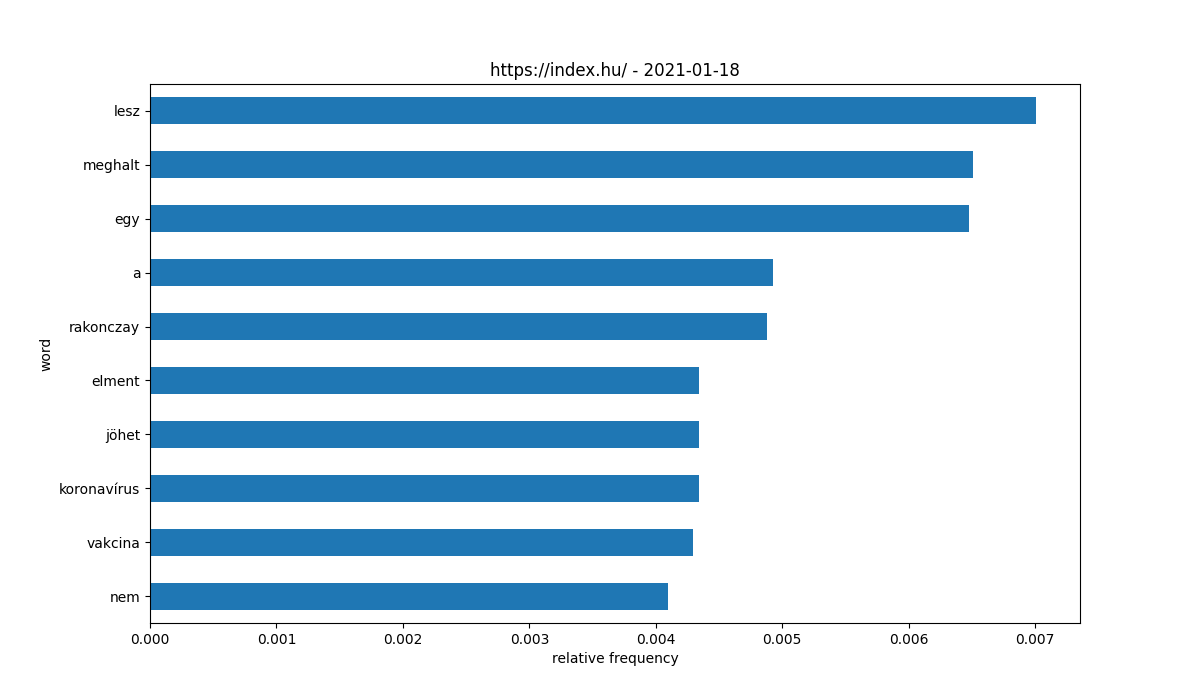 https://index.hu/ - 2021-01-18
lesz
meghalt
egy
a
rakonczay
elment
jöhet
koronavírus
vakcina
nem
word
0.000 0.001 0.002 0.003 0.004 0.005 0.006 0.007
relative frequency